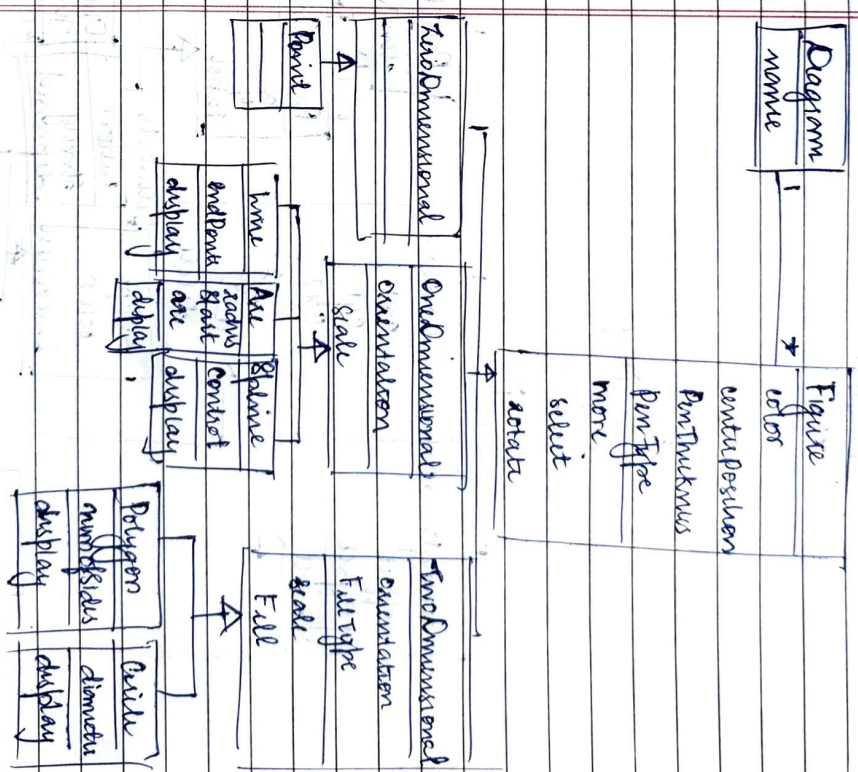 Diagram
name
Figure
color
centerPosition
PenThickness
PenType
move
select
rotate
ZeroDimensional
OneDimensional
orientation
scale
TwoDimensional
orientation
FillType
scale
Fill
Point
Line
endPoints
display
Arc
radius
start
arc
display
Spline
control
display
Polygon
numOfSides
display
Circle
diameter
display